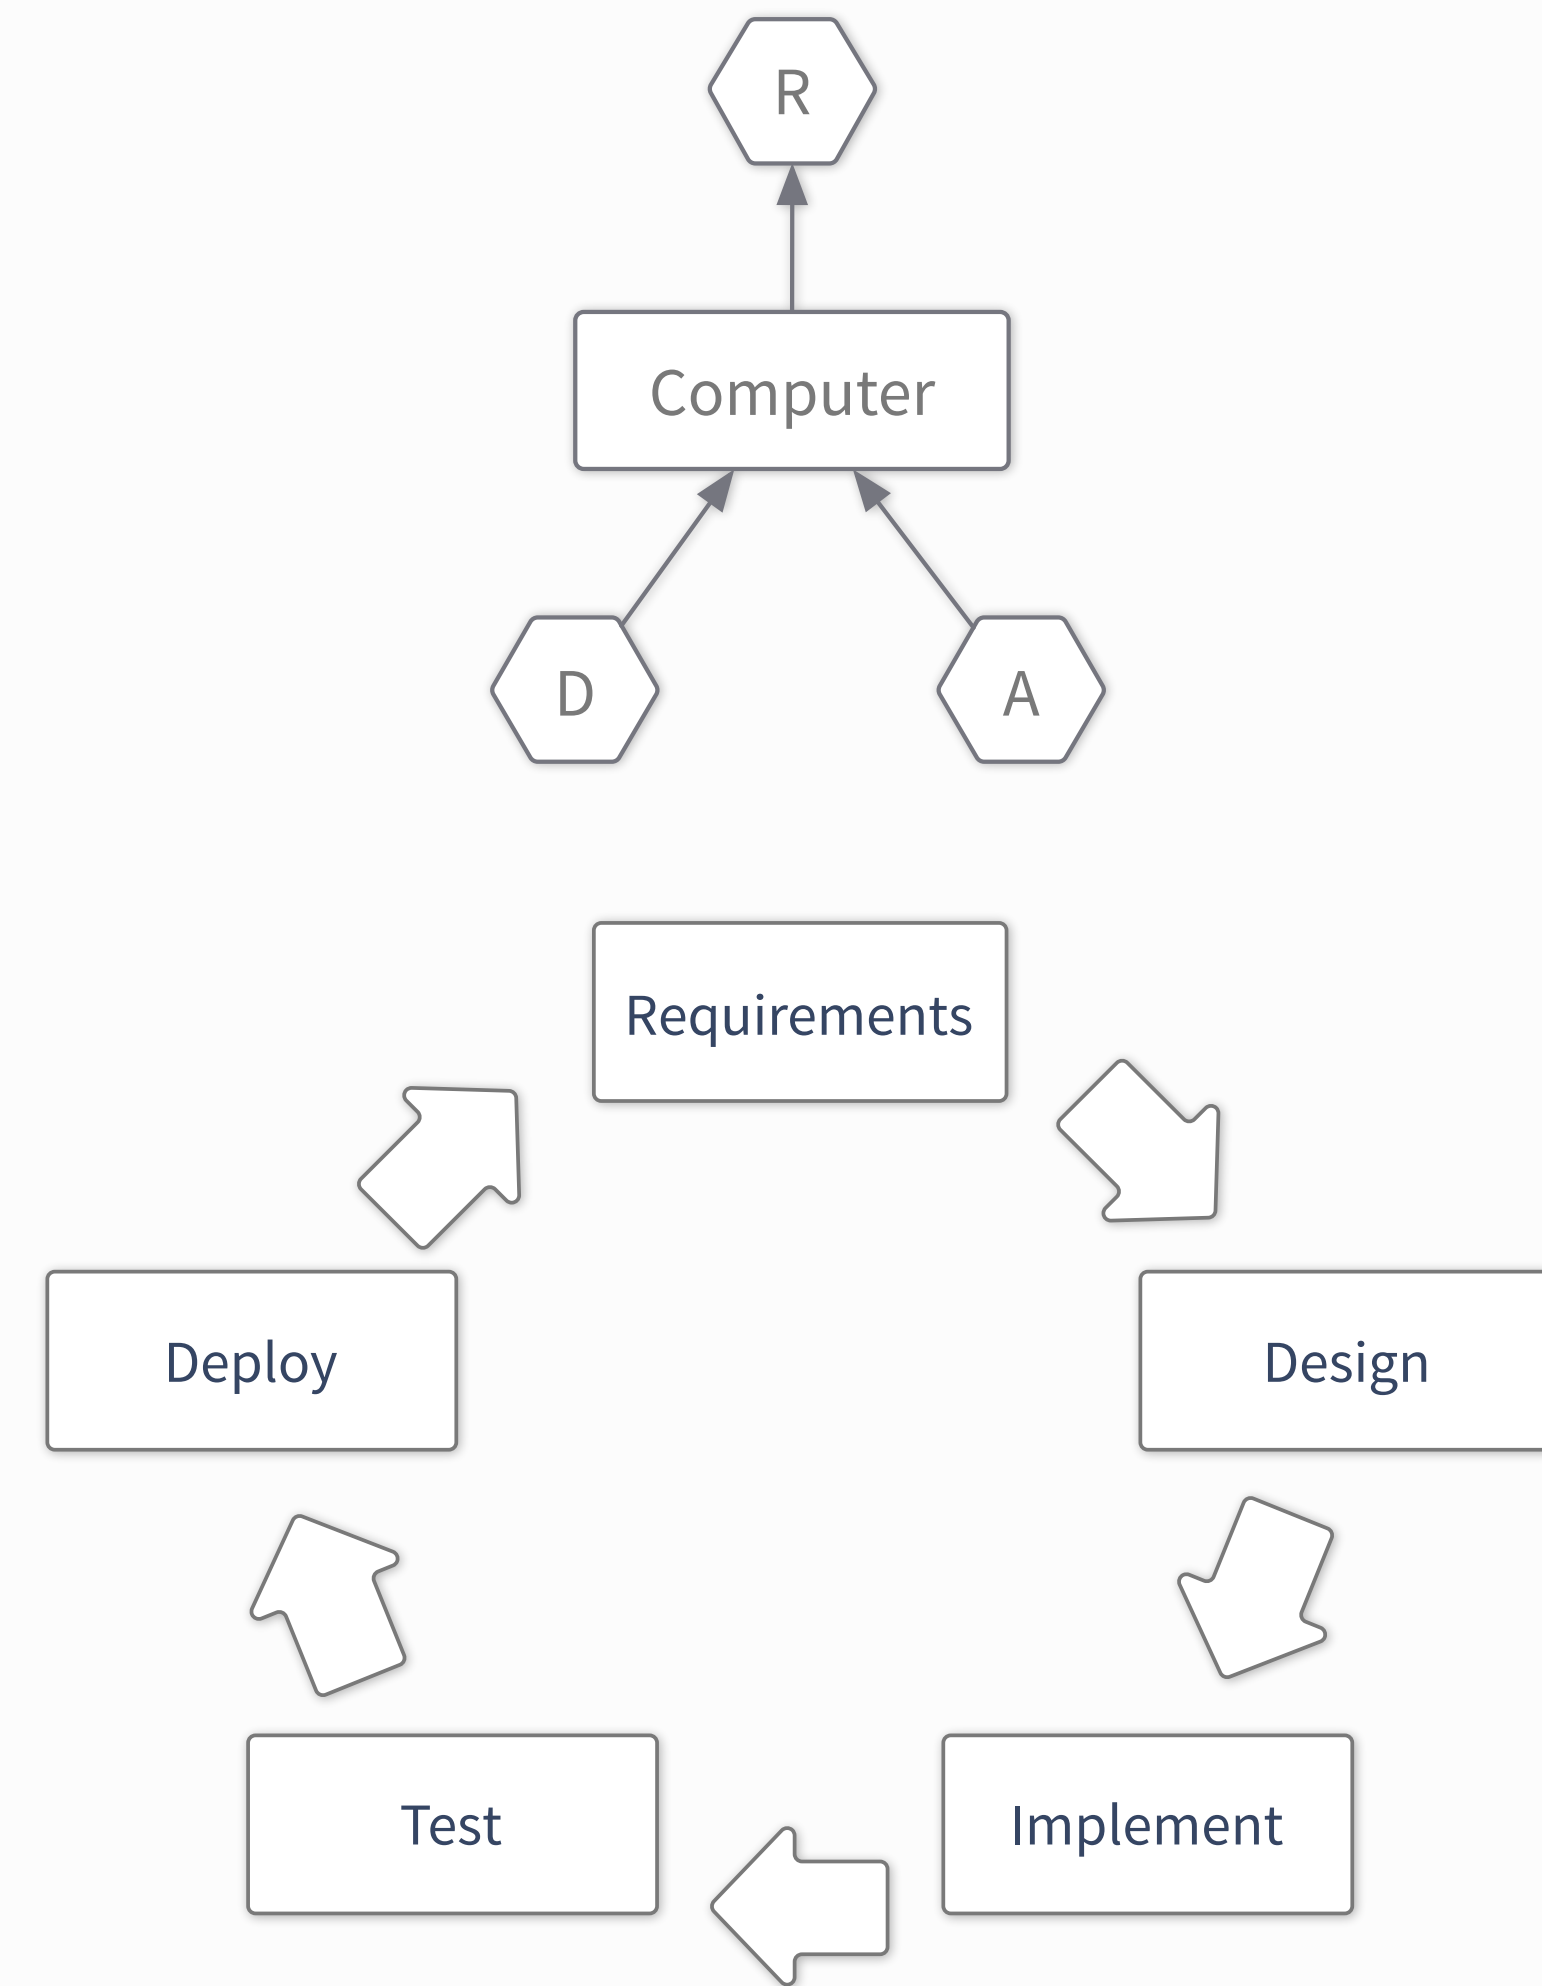 R
Computer
D
A
Requirements
Deploy
Design
Test
Implement